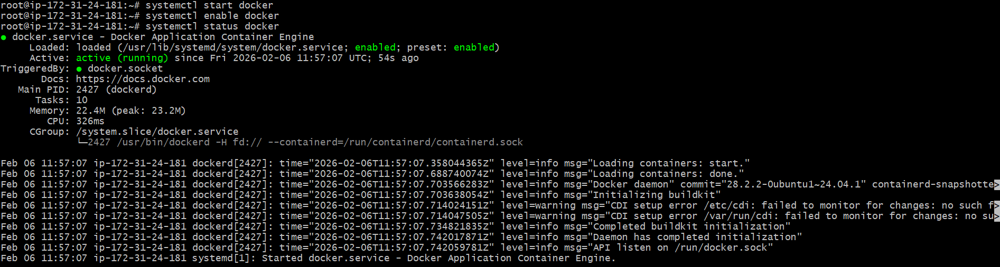 root@ip-172-31-24-181:~# systemctl start docker
root@ip-172-31-24-181:~# systemctl enable docker
root@ip-172-31-24-181:~# systemctl status docker
● docker.service - Docker Application Container Engine
     Loaded: loaded (/usr/lib/systemd/system/docker.service; enabled; preset: enabled)
     Active: active (running) since Fri 2026-02-06 11:57:07 UTC; 54s ago
TriggeredBy: ● docker.socket
       Docs: https://docs.docker.com
   Main PID: 2427 (dockerd)
      Tasks: 10
     Memory: 22.4M (peak: 23.2M)
        CPU: 326ms
     CGroup: /system.slice/docker.service
             └─2427 /usr/bin/dockerd -H fd:// --containerd=/run/containerd/containerd.sock

Feb 06 11:57:07 ip-172-31-24-181 dockerd[2427]: time="2026-02-06T11:57:07.358044365Z" level=info msg="Loading containers: start."
Feb 06 11:57:07 ip-172-31-24-181 dockerd[2427]: time="2026-02-06T11:57:07.688740074Z" level=info msg="Loading containers: done."
Feb 06 11:57:07 ip-172-31-24-181 dockerd[2427]: time="2026-02-06T11:57:07.703566283Z" level=info msg="Docker daemon" commit="28.2.2-0ubuntu1~24.04.1" containerd-snapshotte>
Feb 06 11:57:07 ip-172-31-24-181 dockerd[2427]: time="2026-02-06T11:57:07.703638054Z" level=info msg="Initializing buildkit"
Feb 06 11:57:07 ip-172-31-24-181 dockerd[2427]: time="2026-02-06T11:57:07.714024151Z" level=warning msg="CDI setup error /etc/cdi: failed to monitor for changes: no such f>
Feb 06 11:57:07 ip-172-31-24-181 dockerd[2427]: time="2026-02-06T11:57:07.714047505Z" level=warning msg="CDI setup error /var/run/cdi: failed to monitor for changes: no su>
Feb 06 11:57:07 ip-172-31-24-181 dockerd[2427]: time="2026-02-06T11:57:07.734821835Z" level=info msg="Completed buildkit initialization"
Feb 06 11:57:07 ip-172-31-24-181 dockerd[2427]: time="2026-02-06T11:57:07.742017871Z" level=info msg="Daemon has completed initialization"
Feb 06 11:57:07 ip-172-31-24-181 dockerd[2427]: time="2026-02-06T11:57:07.742059781Z" level=info msg="API listen on /run/docker.sock"
Feb 06 11:57:07 ip-172-31-24-181 systemd[1]: Started docker.service - Docker Application Container Engine.